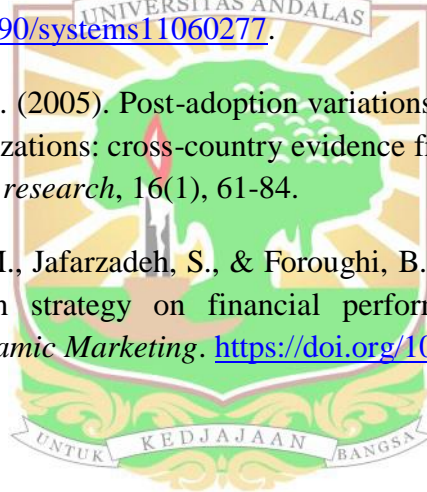 UNIVERSITAS ANDALAS
90/systems11060277.
. (2005). Post-adoption variations
zations: cross-country evidence fi
research, 16(1), 61-84.
I., Jafarzadeh, S., & Foroughi, B.
n strategy on financial perform
amic Marketing. https://doi.org/10
UNTUK KEDJAJAAN BANGSA